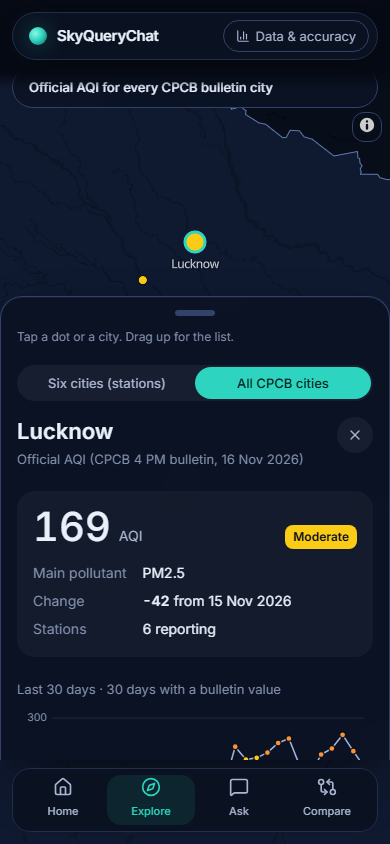 SkyQueryChat
Data & accuracy
Official AQI for every CPCB bulletin city
Lucknow
Tap a dot or a city. Drag up for the list.
Six cities (stations)
All CPCB cities
Lucknow
Official AQI (CPCB 4 PM bulletin, 16 Nov 2026)
169 AQI
Moderate
Main pollutant PM2.5
Change -42 from 15 Nov 2026
Stations 6 reporting
Last 30 days · 30 days with a bulletin value
300
Home
Explore
Ask
Compare